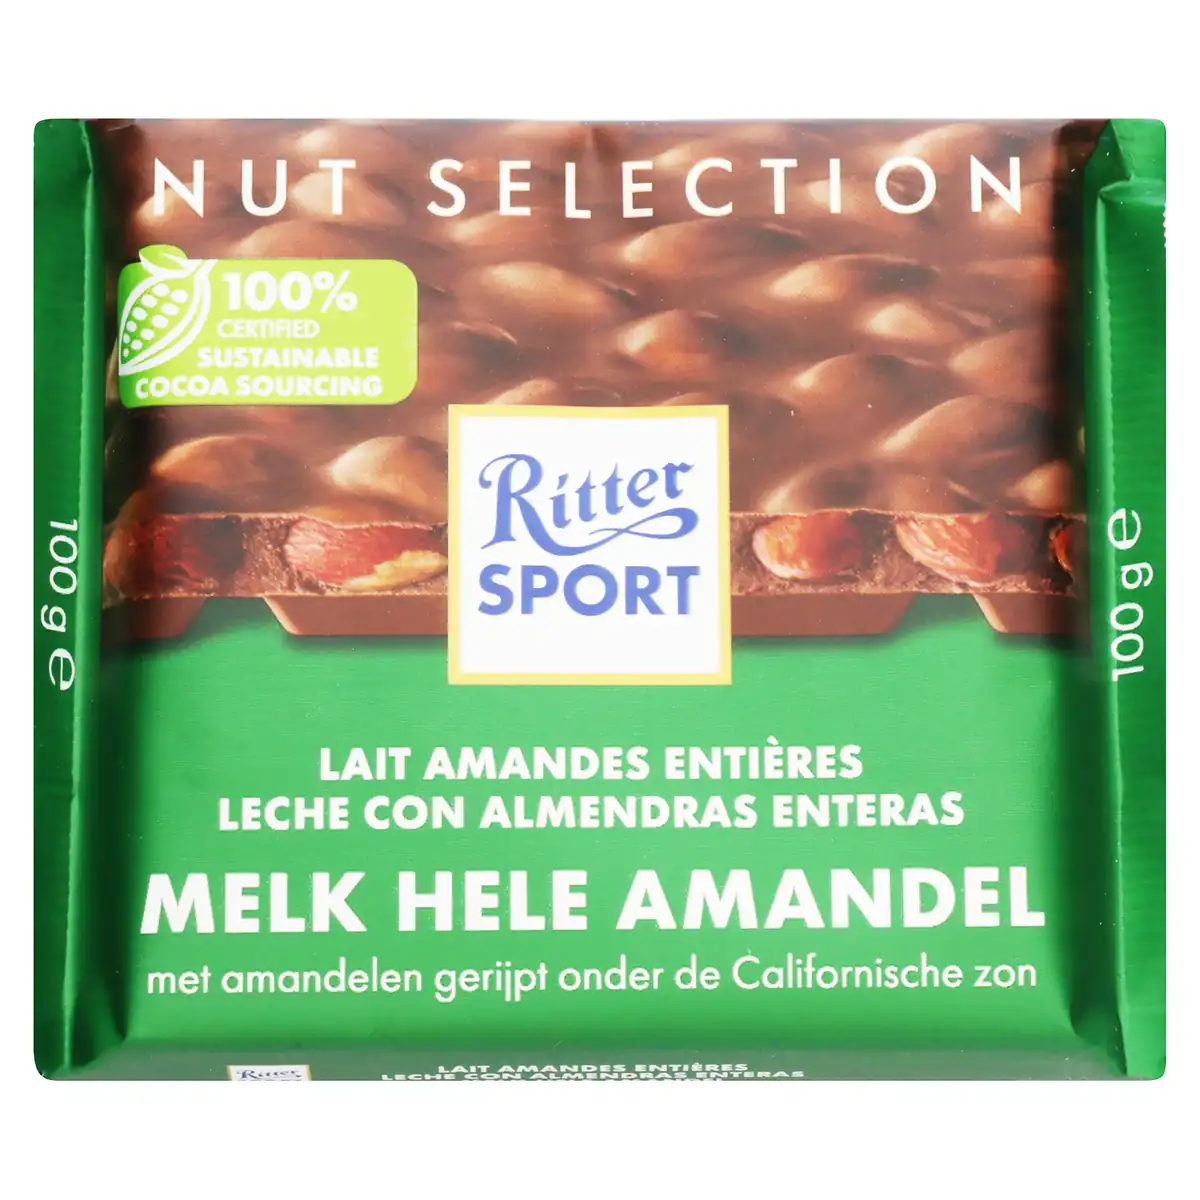 NUT SELECTION
100%
CERTIFIED
SUSTAINABLE
COCOA SOURCING
Ritter
SPORT
100 g e
100 g e
LAIT AMANDES ENTIÈRES
LECHE CON ALMENDRAS ENTERAS
MELK HELE AMANDEL
met amandelen gerijpt onder de Californische zon
Ritter
SPORT
LAIT AMANDES ENTIÈRES
LECHE CON ALMENDRAS ENTERAS